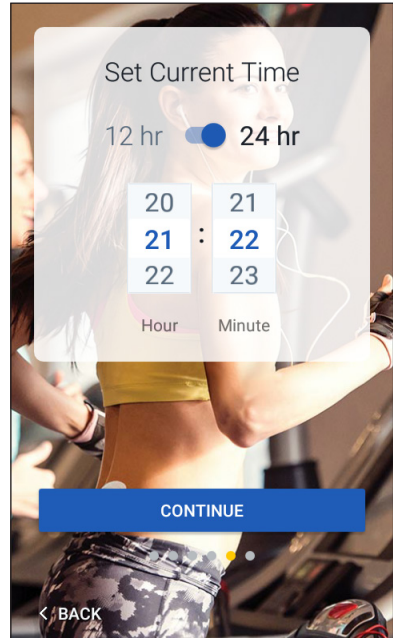 Set Current Time
12 hr 24 hr
20 21
21 : 22
22 23
Hour Minute
CONTINUE
< BACK